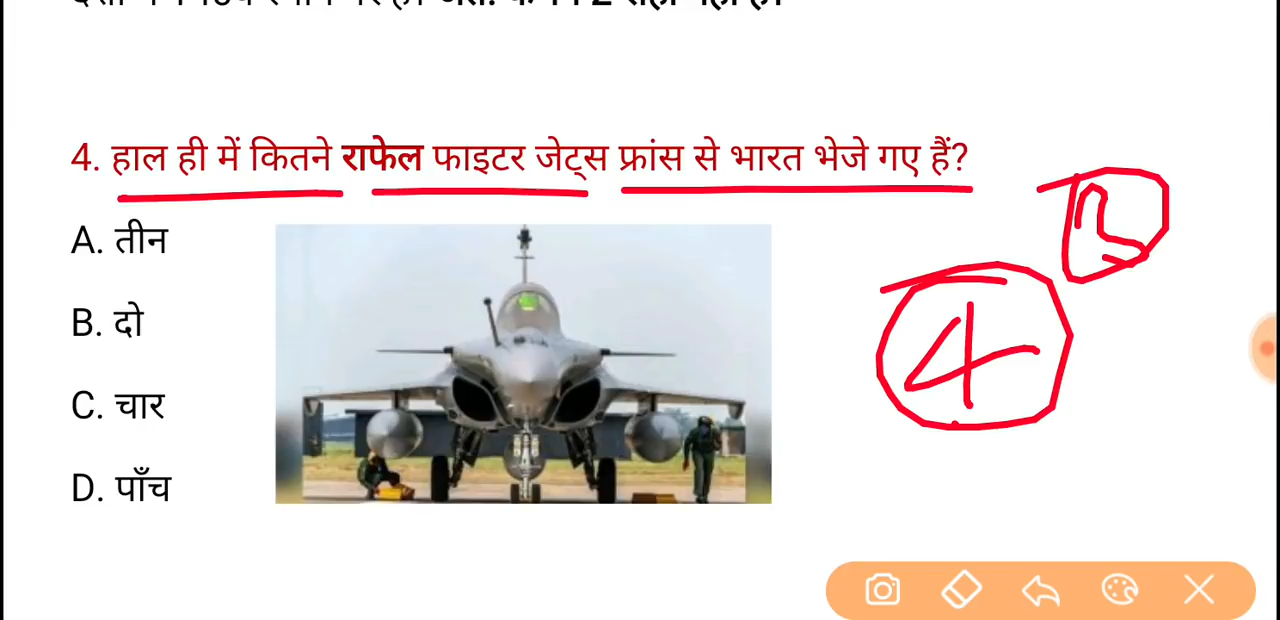 4. हाल ही में कितने राफेल फाइटर जेट्स फ्रांस से भारत भेजे गए हैं?
A. तीन
B. दो
C. चार
D. पाँच
4